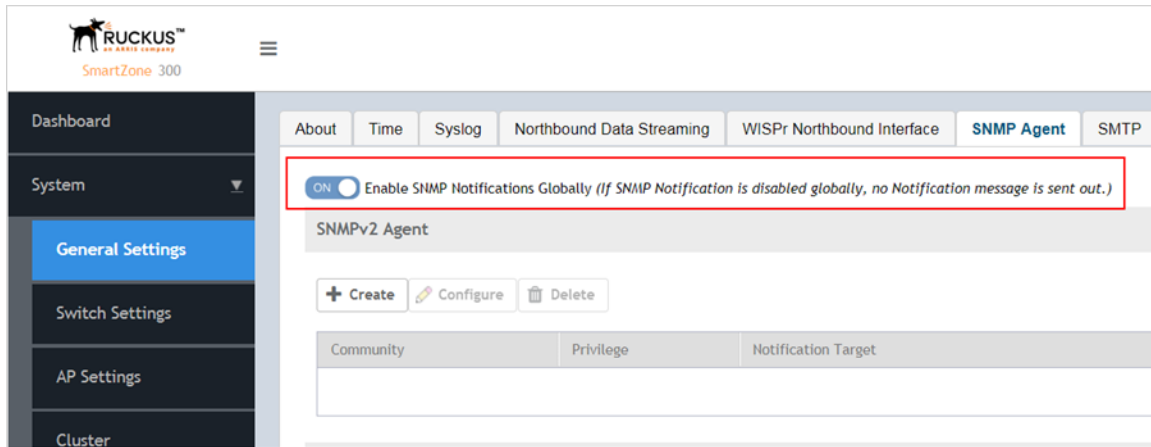 RUCKUS™
an ARRIS company
SmartZone 300
Dashboard
System
General Settings
Switch Settings
AP Settings
Cluster
About Time Syslog Northbound Data Streaming WISPr Northbound Interface SNMP Agent SMTP
ON Enable SNMP Notifications Globally (If SNMP Notification is disabled globally, no Notification message is sent out.)
SNMPv2 Agent
Create Configure Delete
Community Privilege Notification Target